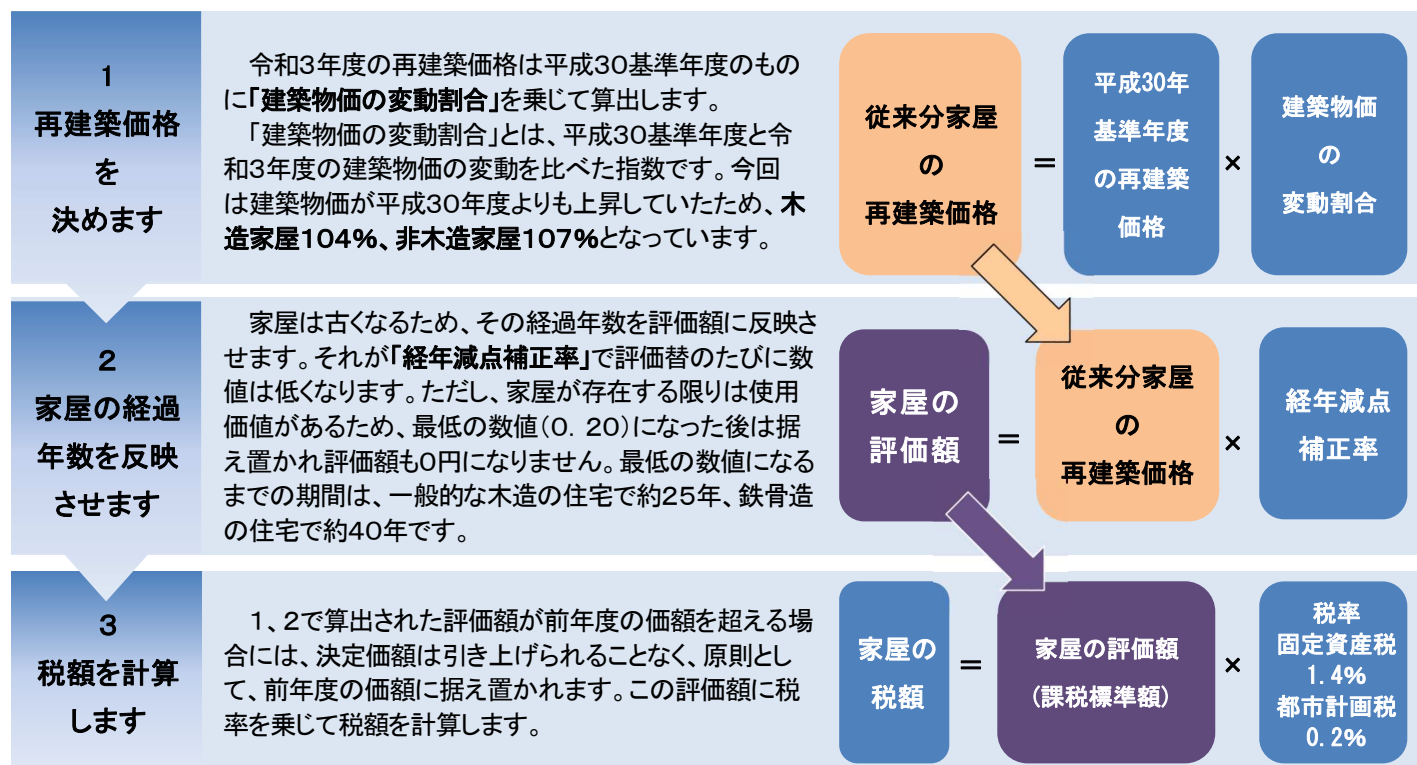 1
再建築価格
を
決めます
　令和3年度の再建築価格は平成30基準年度のもの
に「建築物価の変動割合」を乗じて算出します。
　「建築物価の変動割合」とは、平成30基準年度と令
和3年度の建築物価の変動を比べた指数です。今回
は建築物価が平成30年度よりも上昇していたため、木
造家屋104%、非木造家屋107%となっています。
従来分家屋
の
再建築価格
＝
平成30年
基準年度
の再建築
価格
×
建築物価
の
変動割合
2
家屋の経過
年数を反映
させます
　家屋は古くなるため、その経過年数を評価額に反映さ
せます。それが「経年減点補正率」で評価替のたびに数
値は低くなります。ただし、家屋が存在する限りは使用
価値があるため、最低の数値（0．20）になった後は据
え置かれ評価額も0円になりません。最低の数値になる
までの期間は、一般的な木造の住宅で約25年、鉄骨造
の住宅で約40年です。
家屋の
評価額
＝
従来分家屋
の
再建築価格
×
経年減点
補正率
3
税額を計算
します
　1、2で算出された評価額が前年度の価額を超える場
合には、決定価額は引き上げられることなく、原則とし
て、前年度の価額に据え置かれます。この評価額に税
率を乗じて税額を計算します。
家屋の
税額
＝
家屋の評価額
(課税標準額)
×
税率
固定資産税
1.4%
都市計画税
0.2%